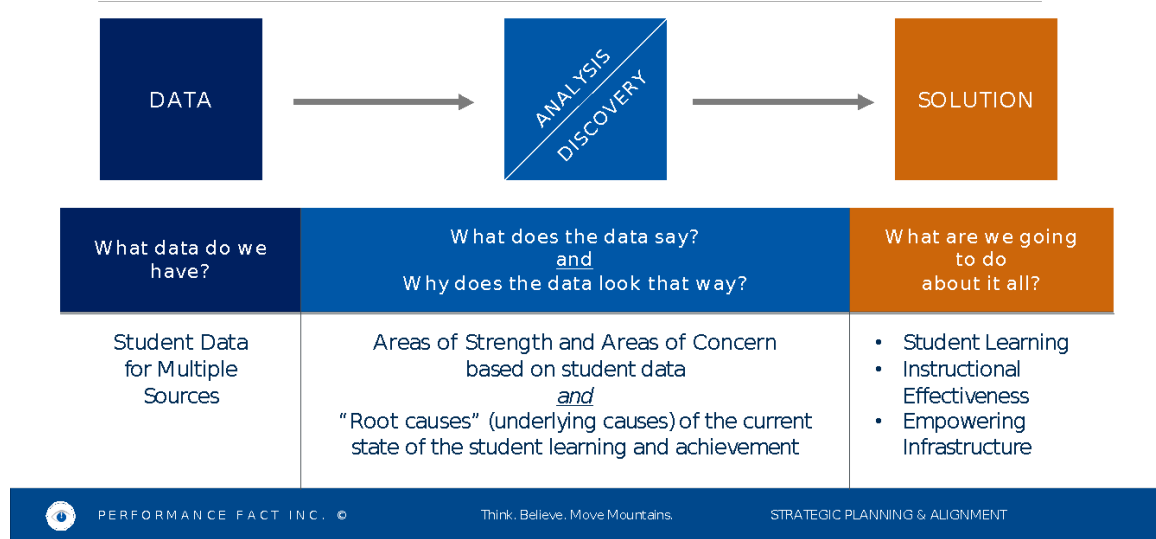 DATA
ANALYSIS
DISCOVERY
SOLUTION
What data do we
have?
What does the data say?
and
Why does the data look that way?
What are we going
to do
about it all?
Student Data
for Multiple
Sources
Areas of Strength and Areas of Concern
based on student data
and
“Root causes” (underlying causes) of the current
state of the student learning and achievement
• Student Learning
• Instructional
Effectiveness
• Empowering
Infrastructure
PERFORMANCE FACT INC. ©
Think. Believe. Move Mountains.
STRATEGIC PLANNING & ALIGNMENT